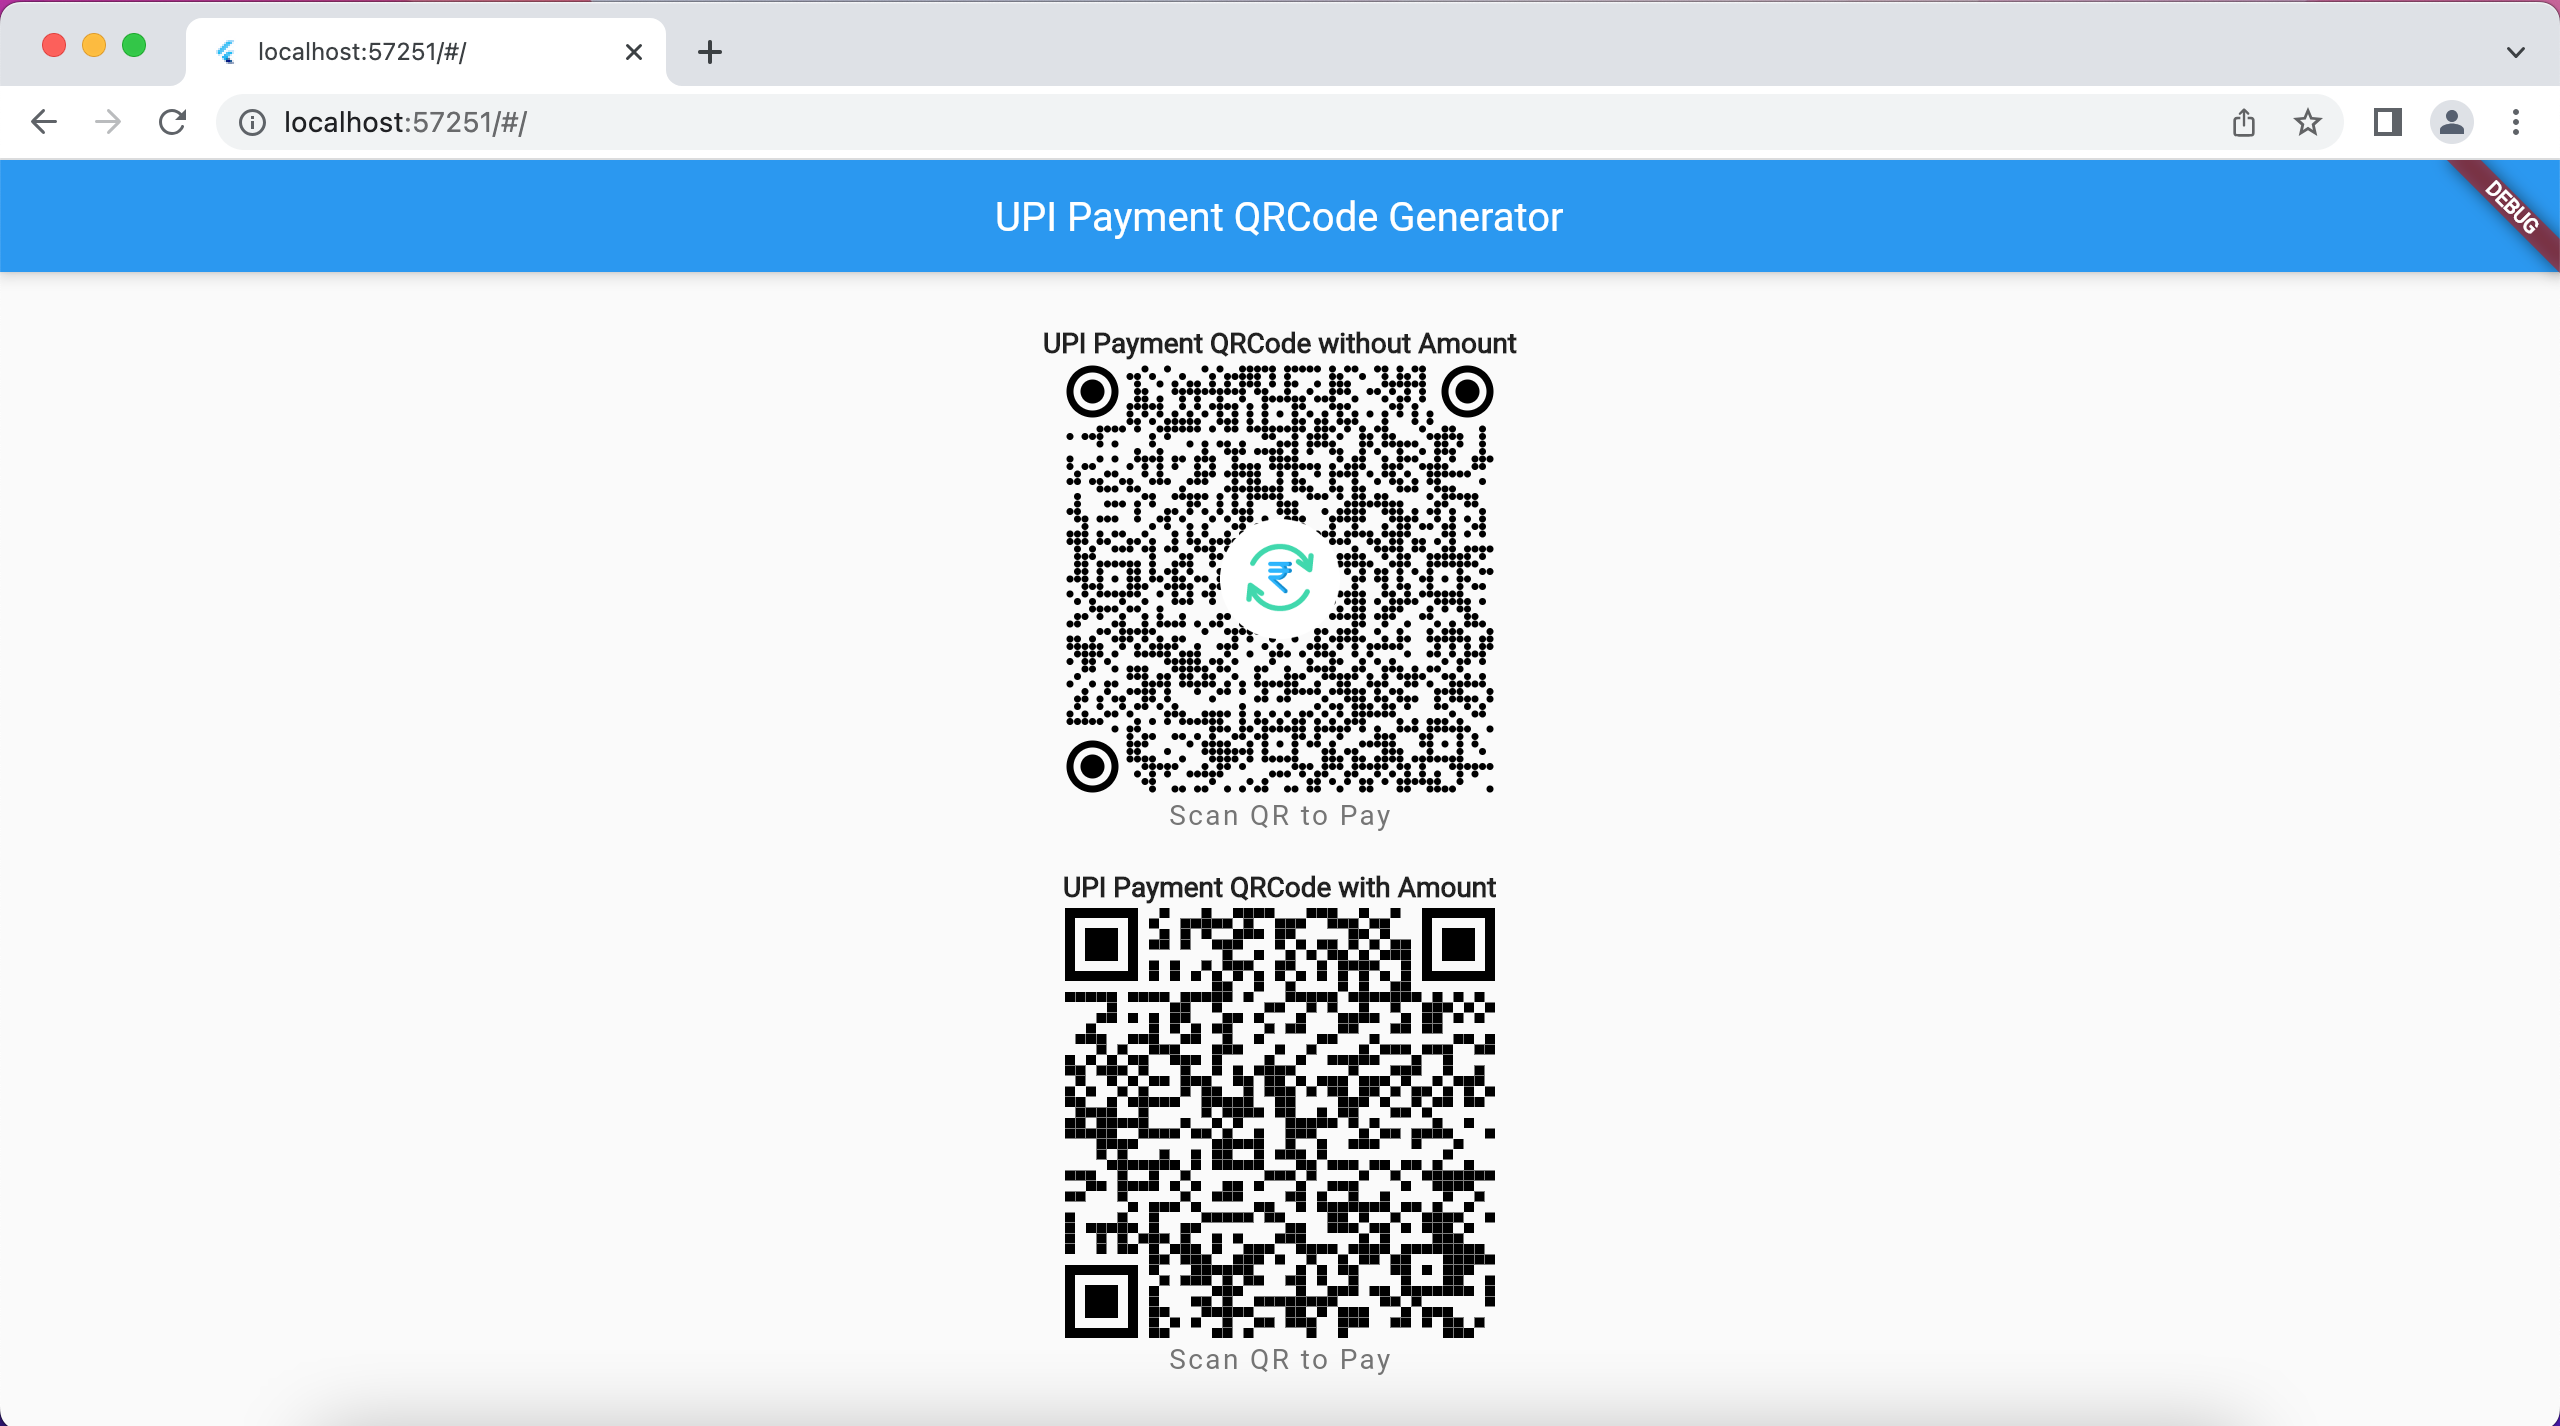 localhost:57251/#/
localhost:57251/#/
UPI Payment QRCode Generator
DEBUG
UPI Payment QRCode without Amount
₹
Scan QR to Pay
UPI Payment QRCode with Amount
Scan QR to Pay